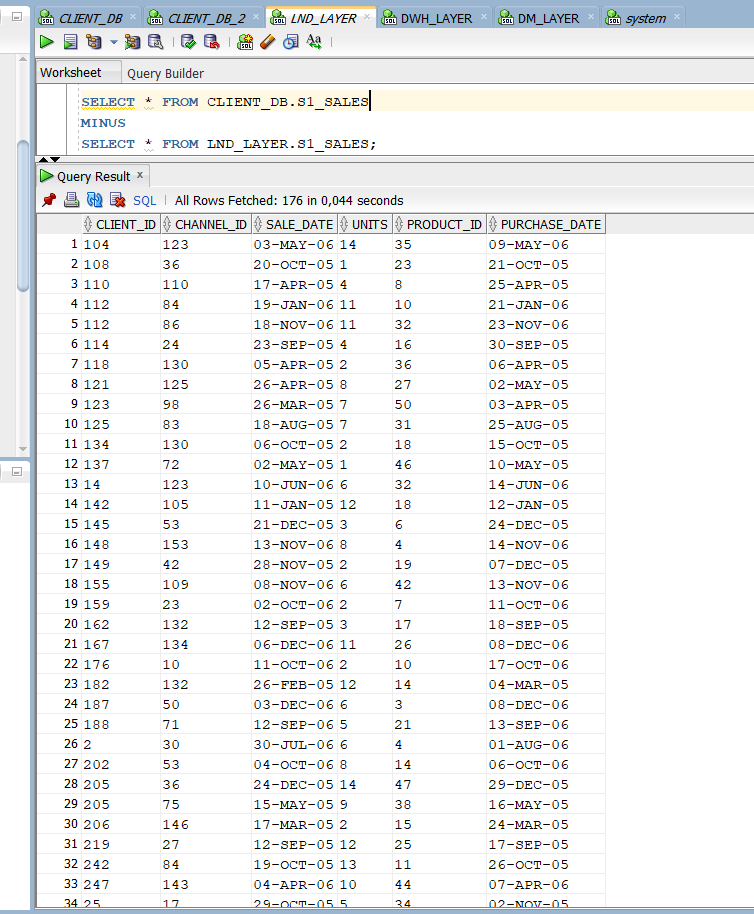 CLIENT_DB CLIENT_DB_2 LND_LAYER DWH_LAYER DM_LAYER system
Worksheet Query Builder
SELECT * FROM CLIENT_DB.S1_SALES
MINUS
SELECT * FROM LND_LAYER.S1_SALES;
Query Result x
SQL | All Rows Fetched: 176 in 0,044 seconds
CLIENT_ID CHANNEL_ID SALE_DATE UNITS PRODUCT_ID PURCHASE_DATE
1 104 123 03-MAY-06 14 35 09-MAY-06
2 108 36 20-OCT-05 1 23 21-OCT-05
3 110 110 17-APR-05 4 8 25-APR-05
4 112 84 19-JAN-06 11 10 21-JAN-06
5 112 86 18-NOV-06 11 32 23-NOV-06
6 114 24 23-SEP-05 4 16 30-SEP-05
7 118 130 05-APR-05 2 36 06-APR-05
8 121 125 26-APR-05 8 27 02-MAY-05
9 123 98 26-MAR-05 7 50 03-APR-05
10 125 83 18-AUG-05 7 31 25-AUG-05
11 134 130 06-OCT-05 2 18 15-OCT-05
12 137 72 02-MAY-05 1 46 10-MAY-05
13 14 123 10-JUN-06 6 32 14-JUN-06
14 142 105 11-JAN-05 12 18 12-JAN-05
15 145 53 21-DEC-05 3 6 24-DEC-05
16 148 153 13-NOV-06 8 4 14-NOV-06
17 149 42 28-NOV-05 2 19 07-DEC-05
18 155 109 08-NOV-05 6 42 13-NOV-05
19 159 23 02-OCT-06 2 7 11-OCT-06
20 162 132 12-SEP-05 3 17 18-SEP-05
21 167 134 06-DEC-06 11 26 08-DEC-06
22 176 10 11-OCT-06 2 10 17-OCT-06
23 182 132 26-FEB-05 12 14 04-MAR-05
24 187 50 03-DEC-06 6 3 08-DEC-06
25 188 71 12-SEP-06 5 21 13-SEP-06
26 2 30 30-JUL-06 6 4 01-AUG-06
27 202 53 04-OCT-06 8 14 06-OCT-06
28 205 36 24-DEC-05 14 47 29-DEC-05
29 205 75 15-MAY-05 9 38 16-MAY-05
30 206 146 17-MAR-05 2 15 24-MAR-05
31 219 27 12-SEP-05 12 25 17-SEP-05
32 242 84 19-OCT-05 13 11 26-OCT-05
33 247 143 04-APR-06 10 44 07-APR-06
34 25 17 29-OCT-05 5 34 02-NOV-05